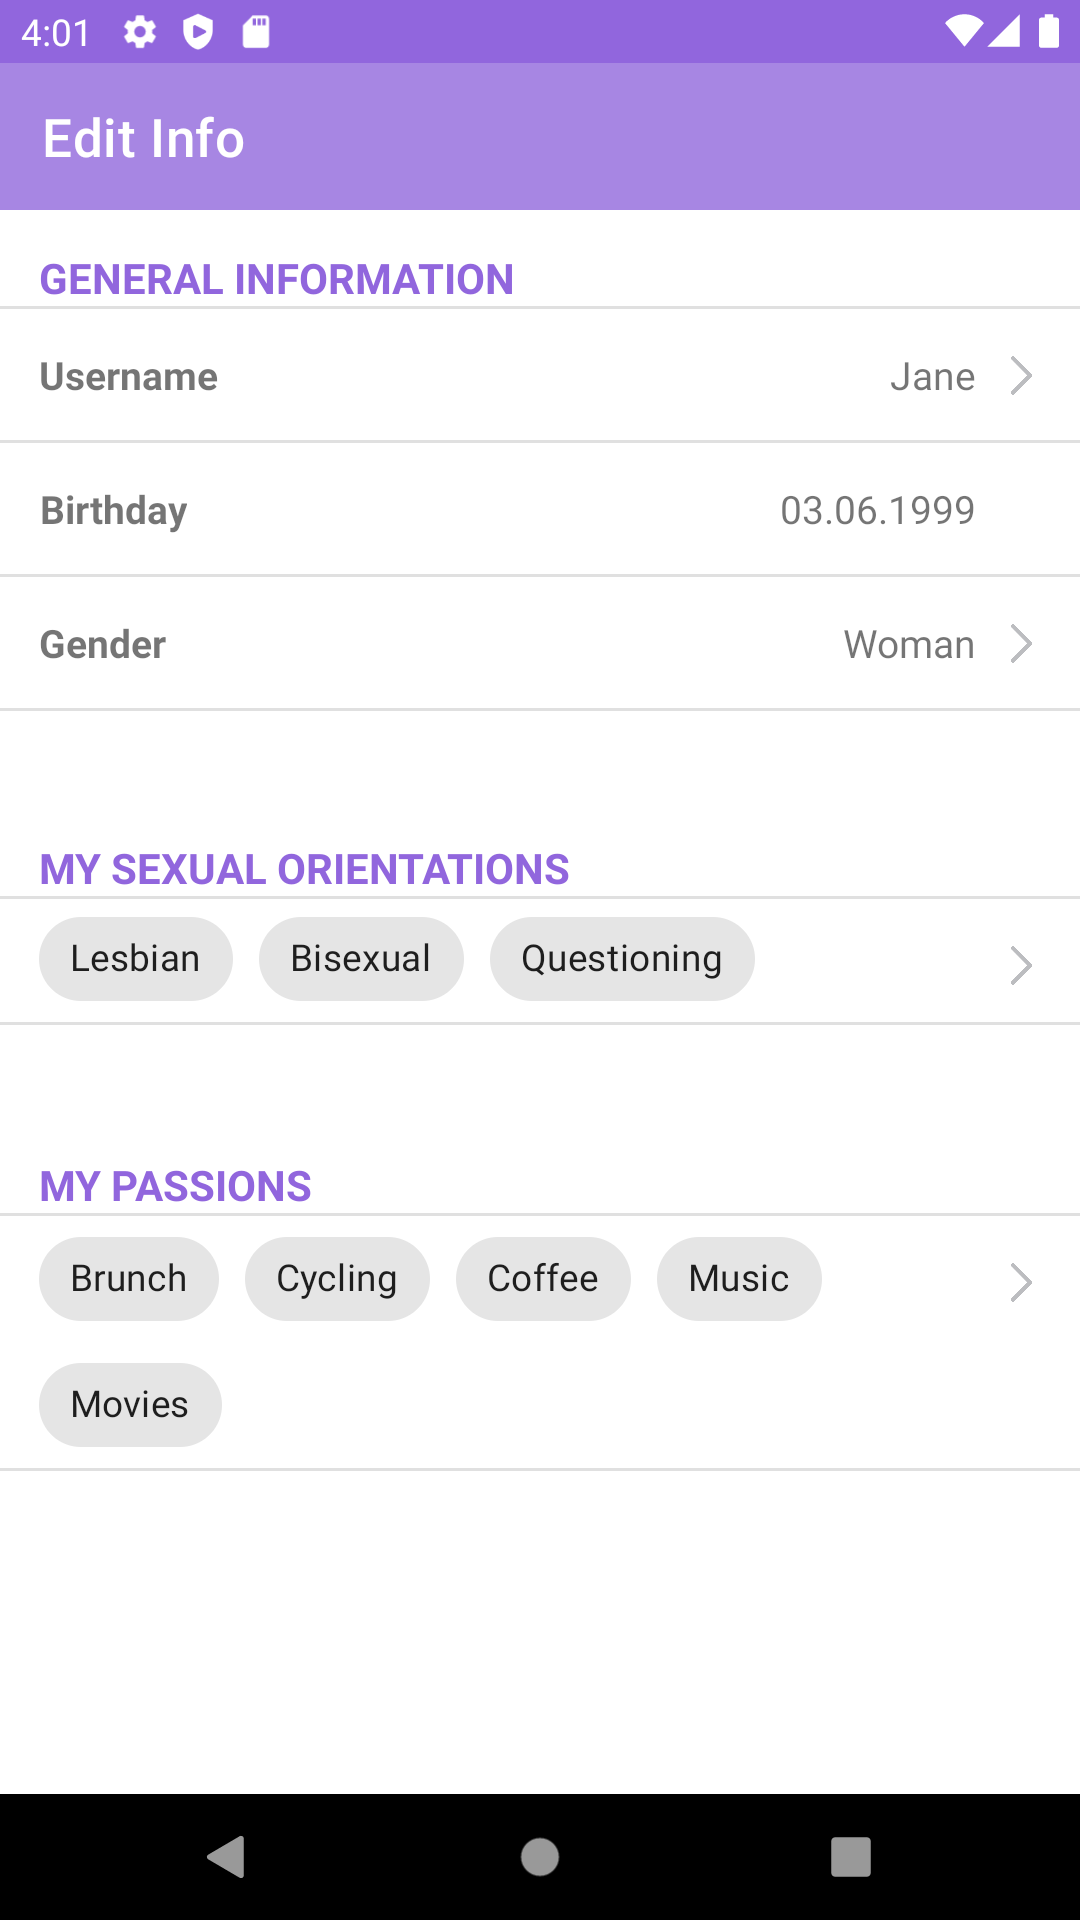 4:01
Edit Info
GENERAL INFORMATION
Username Jane
Birthday 03.06.1999
Gender Woman
MY SEXUAL ORIENTATIONS
Lesbian Bisexual Questioning
MY PASSIONS
Brunch Cycling Coffee Music
Movies